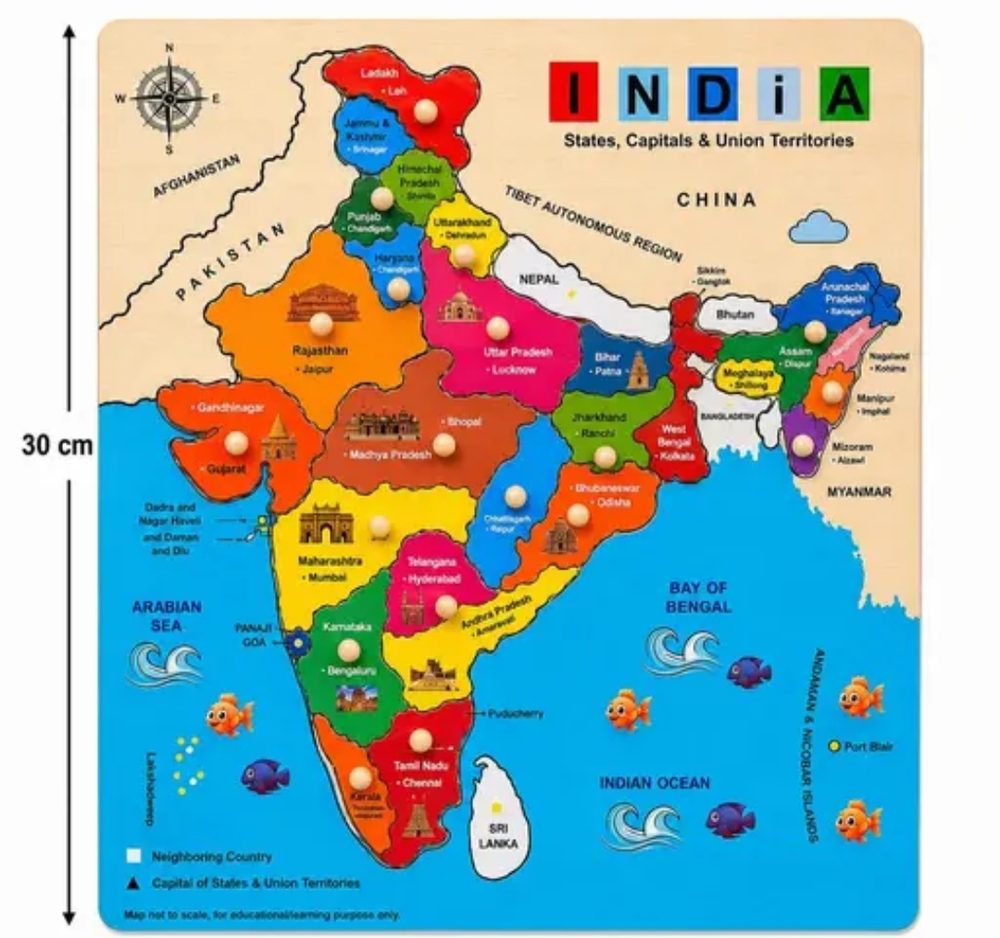 N
W
E
S
INDiA
States, Capitals & Union Territories
Ladakh
• Leh
Jammu &
Kashmir
• Srinagar
AFGHANISTAN
Himachal
Pradesh
• Shimla
CHINA
TIBET AUTONOMOUS REGION
PAKISTAN
Punjab
• Chandigarh
Uttarakhand
• Dehradun
Haryana
• Chandigarh
NEPAL
Sikkim
• Gangtok
Bhutan
Arunachal
Pradesh
• Itanagar
Rajasthan
• Jaipur
Uttar Pradesh
• Lucknow
Bihar
• Patna
Assam
• Dispur
Meghalaya
• Shillong
Nagaland
• Kohima
Manipur
• Imphal
• Gandhinagar
• Gujarat
• Bhopal
• Madhya Pradesh
Jharkhand
• Ranchi
West
Bengal
• Kolkata
BANGLADESH
Mizoram
• Aizawl
MYANMAR
30 cm
Dadra and
Nagar Haveli
and Daman
and Diu
Chhattisgarh
• Raipur
• Bhubaneswar
• Odisha
Maharashtra
• Mumbai
Telangana
• Hyderabad
Andhra Pradesh
• Amaravati
ARABIAN
SEA
PANAJI
GOA
Karnataka
• Bengaluru
BAY OF
BENGAL
Puducherry
Tamil Nadu
• Chennai
Kerala
Lakshadweep
SRI
LANKA
INDIAN OCEAN
ANDAMAN & NICOBAR ISLANDS
Port Blair
Neighboring Country
Capital of States & Union Territories
Map not to scale, for educational/learning purpose only.